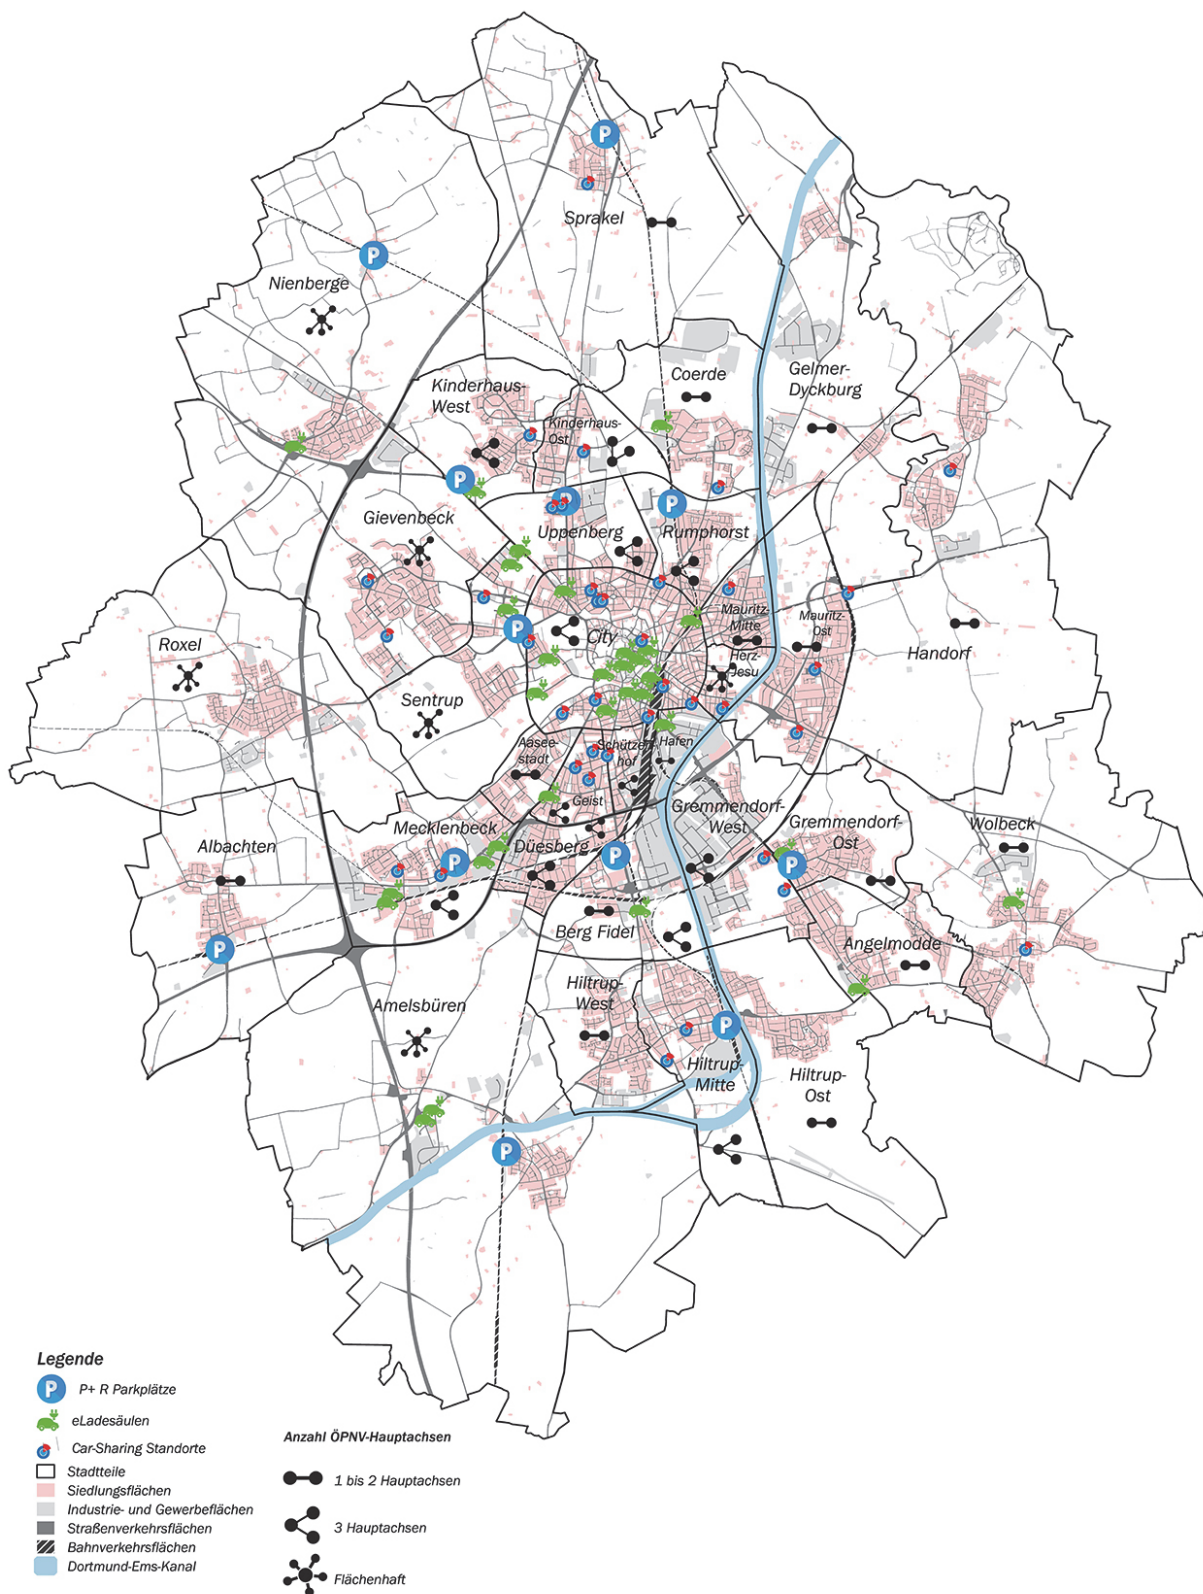 P
Sprakel
P
Nienberge
Coerde
Gelmer-
Dyckburg
Kinderhaus-
West
Kinderhaus-
Ost
P
P
P
Gievenbeck
Uppenberg
Rumphorst
Mauritz-
Mitte
Mauritz-
Ost
P
City
Roxel
Herz-
Jesu
Handorf
Sentrup
Aasee-
stadt
Schützen-
hof
Hafen
Geist
Gremmendorf-
West
Gremmendorf-
Ost
Wolbeck
Mecklenbeck
Düesberg
Albachten
P
P
P
Berg Fidel
Angelmodde
P
Hiltrup-
West
Amelsbüren
P
Hiltrup-
Mitte
Hiltrup-
Ost
P
Legende
P P+ R Parkplätze
eLadesäulen
Car-Sharing Standorte
Stadtteile
Siedlungsflächen
Industrie- und Gewerbeflächen
Straßenverkehrsflächen
Bahnverkehrsflächen
Dortmund-Ems-Kanal
Anzahl ÖPNV-Hauptachsen
1 bis 2 Hauptachsen
3 Hauptachsen
Flächenhaft